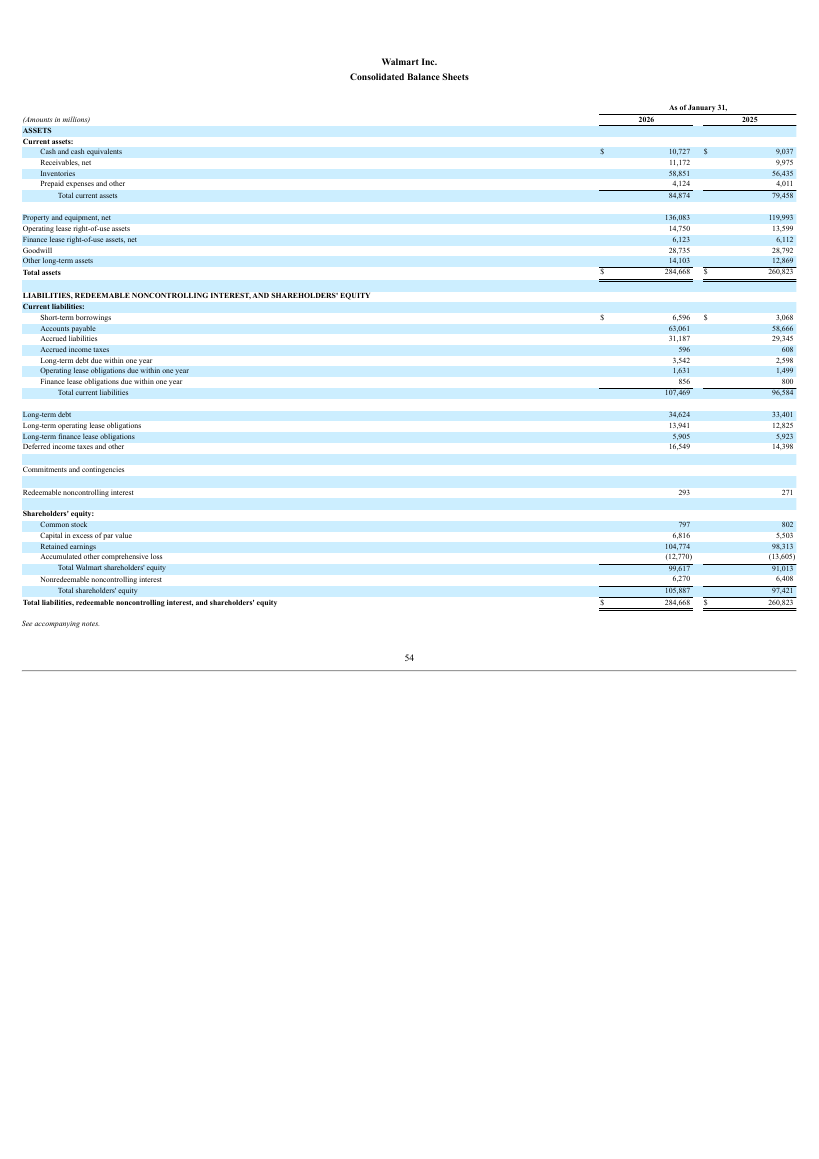 Walmart Inc.
Consolidated Balance Sheets
As of January 31,
(Amounts in millions) 2026 2025
ASSETS
Current assets:
Cash and cash equivalents $ 10,727 $ 9,037
Receivables, net 11,172 9,975
Inventories 58,851 56,435
Prepaid expenses and other 4,124 4,011
Total current assets 84,874 79,458
Property and equipment, net 136,083 119,993
Operating lease right-of-use assets 14,750 13,599
Finance lease right-of-use assets, net 6,123 6,112
Goodwill 28,735 28,792
Other long-term assets 14,103 12,869
Total assets $ 284,668 $ 260,823
LIABILITIES, REDEEMABLE NONCONTROLLING INTEREST, AND SHAREHOLDERS' EQUITY
Current liabilities:
Short-term borrowings $ 6,596 $ 3,068
Accounts payable 63,061 58,666
Accrued liabilities 31,187 29,345
Accrued income taxes 596 608
Long-term debt due within one year 3,542 2,598
Operating lease obligations due within one year 1,631 1,499
Finance lease obligations due within one year 856 800
Total current liabilities 107,469 96,584
Long-term debt 34,624 33,401
Long-term operating lease obligations 13,941 12,825
Long-term finance lease obligations 5,905 5,923
Deferred income taxes and other 16,549 14,398
Commitments and contingencies
Redeemable noncontrolling interest 293 271
Shareholders' equity:
Common stock 797 802
Capital in excess of par value 6,816 5,503
Retained earnings 104,774 98,313
Accumulated other comprehensive loss (12,770) (13,605)
Total Walmart shareholders' equity 99,617 91,013
Nonredeemable noncontrolling interest 6,270 6,408
Total shareholders' equity 105,887 97,421
Total liabilities, redeemable noncontrolling interest, and shareholders' equity $ 284,668 $ 260,823
See accompanying notes.
54